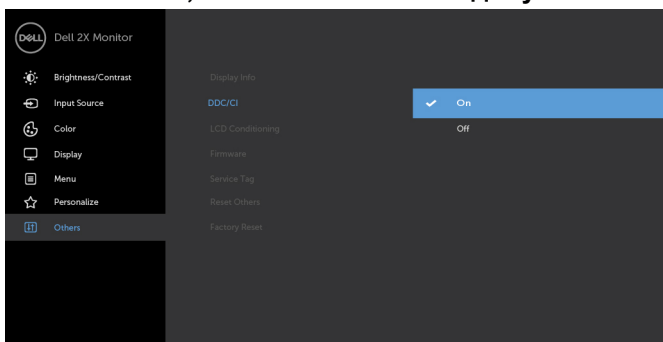 DELL Dell 2X Monitor
Brightness/Contrast
Display Info
Input Source
DDC/CI
On
Color
LCD Conditioning
Off
Display
Firmware
Menu
Service Tag
Personalize
Reset Others
Others
Factory Reset